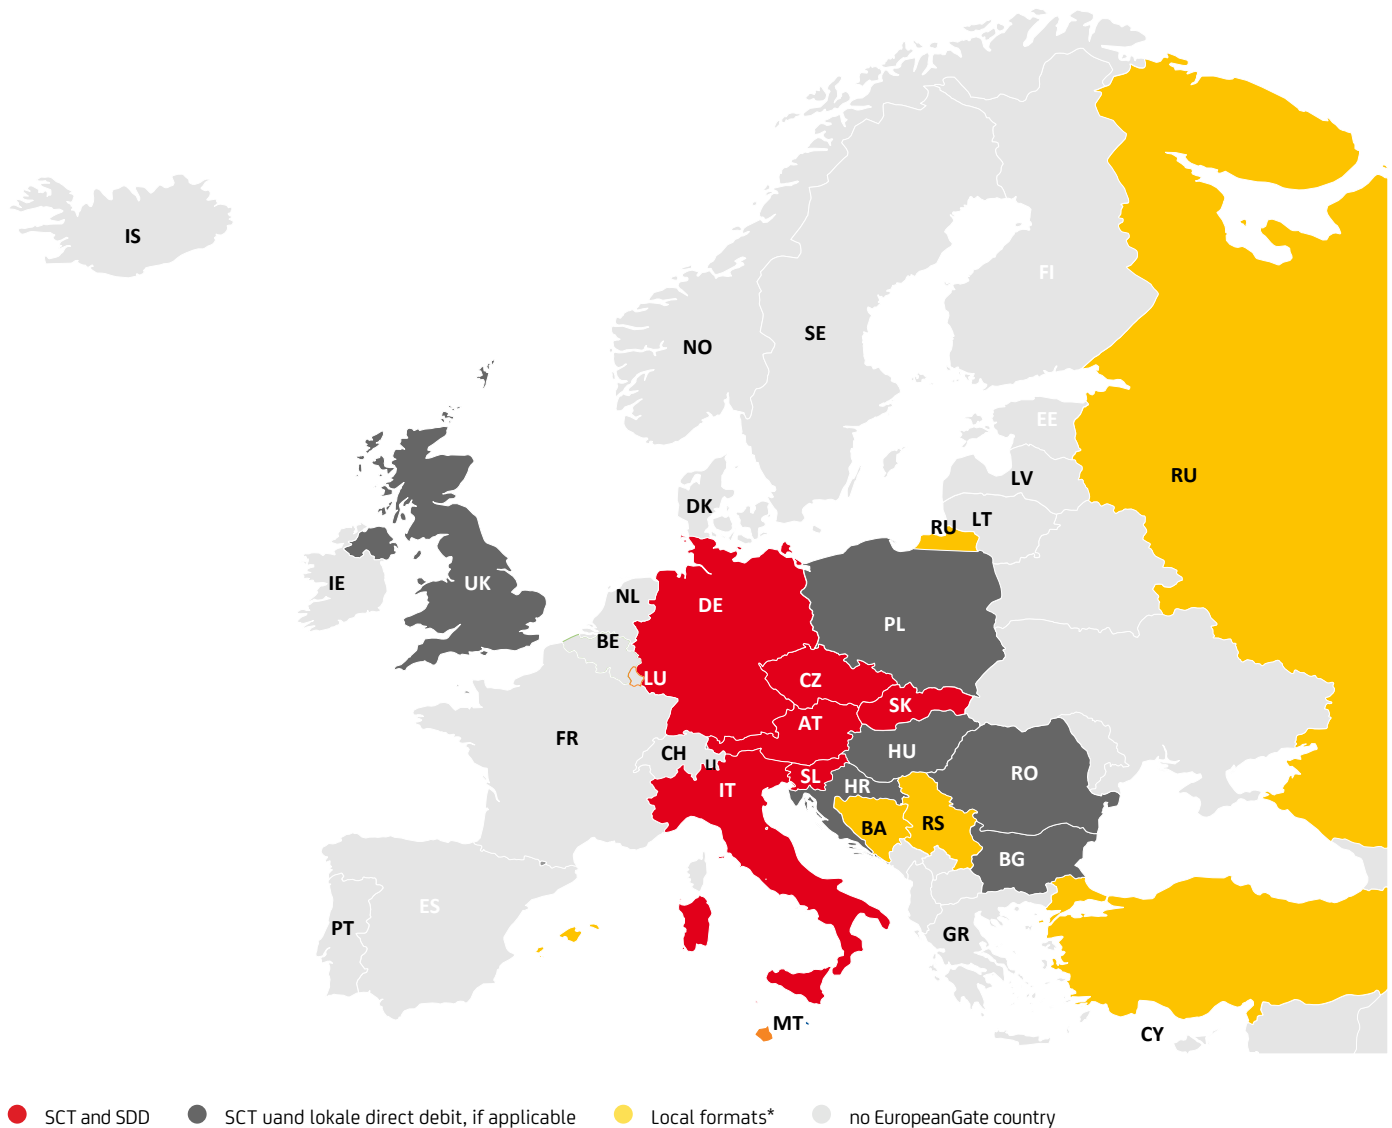 IS
FI
SE
NO
EE
RU
LV
DK
LT
RU
IE
UK
NL
DE
PL
BE
LU
CZ
SK
AT
FR
CH
LI
HU
SL
RO
IT
HR
BA
RS
BG
ES
PT
GR
MT
CY
SCT and SDD
SCT uand lokale direct debit, if applicable
Local formats*
no EuropeanGate country